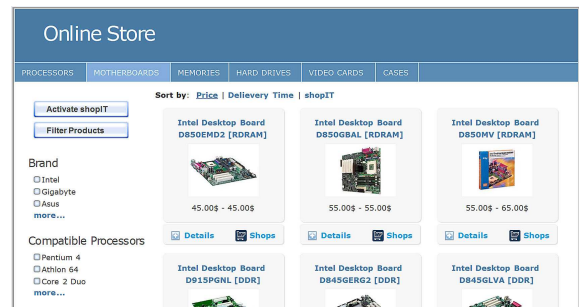 Online Store
PROCESSORS MOTHERBOARDS MEMORIES HARD DRIVES VIDEO CARDS CASES
Sort by: Price | Delievery Time | shopIT
Activate shopIT
Filter Products
Brand
Intel
Gigabyte
Asus
more...
Compatible Processors
Pentium 4
Athlon 64
Core 2 Duo
more...
Intel Desktop Board
D850EMD2 [RDRAM]
45.00$ - 45.00$
Details Shops
Intel Desktop Board
D850GBAL [RDRAM]
55.00$ - 55.00$
Details Shops
Intel Desktop Board
D850MV [RDRAM]
55.00$ - 65.00$
Details Shops
Intel Desktop Board
D915PGNL [DDR]
Intel Desktop Board
D845GERG2 [DDR]
Intel Desktop Board
D845GLVA [DDR]